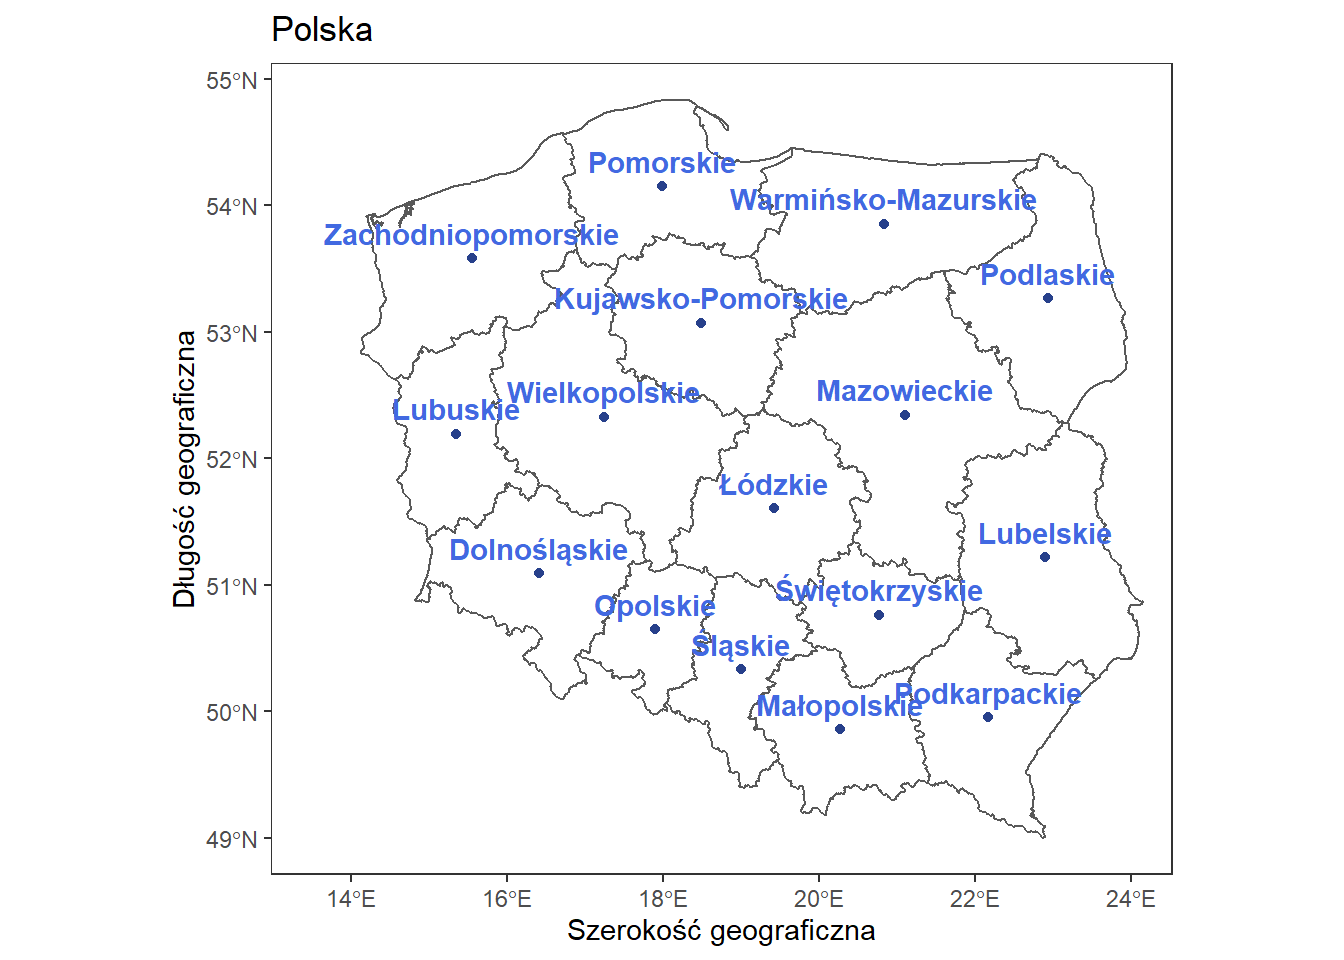 Polska
55°N
54°N
53°N
52°N
51°N
50°N
49°N
Długość geograficzna
Pomorskie
Warmińsko-Mazurskie
Zachodniopomorskie
Podlaskie
Kujawsko-Pomorskie
Wielkopolskie
Mazowieckie
Lubuskie
Łódzkie
Lubelskie
Dolnośląskie
Świętokrzyskie
Opolskie
Śląskie
Podkarpackie
Małopolskie
14°E
16°E
18°E
20°E
22°E
24°E
Szerokość geograficzna